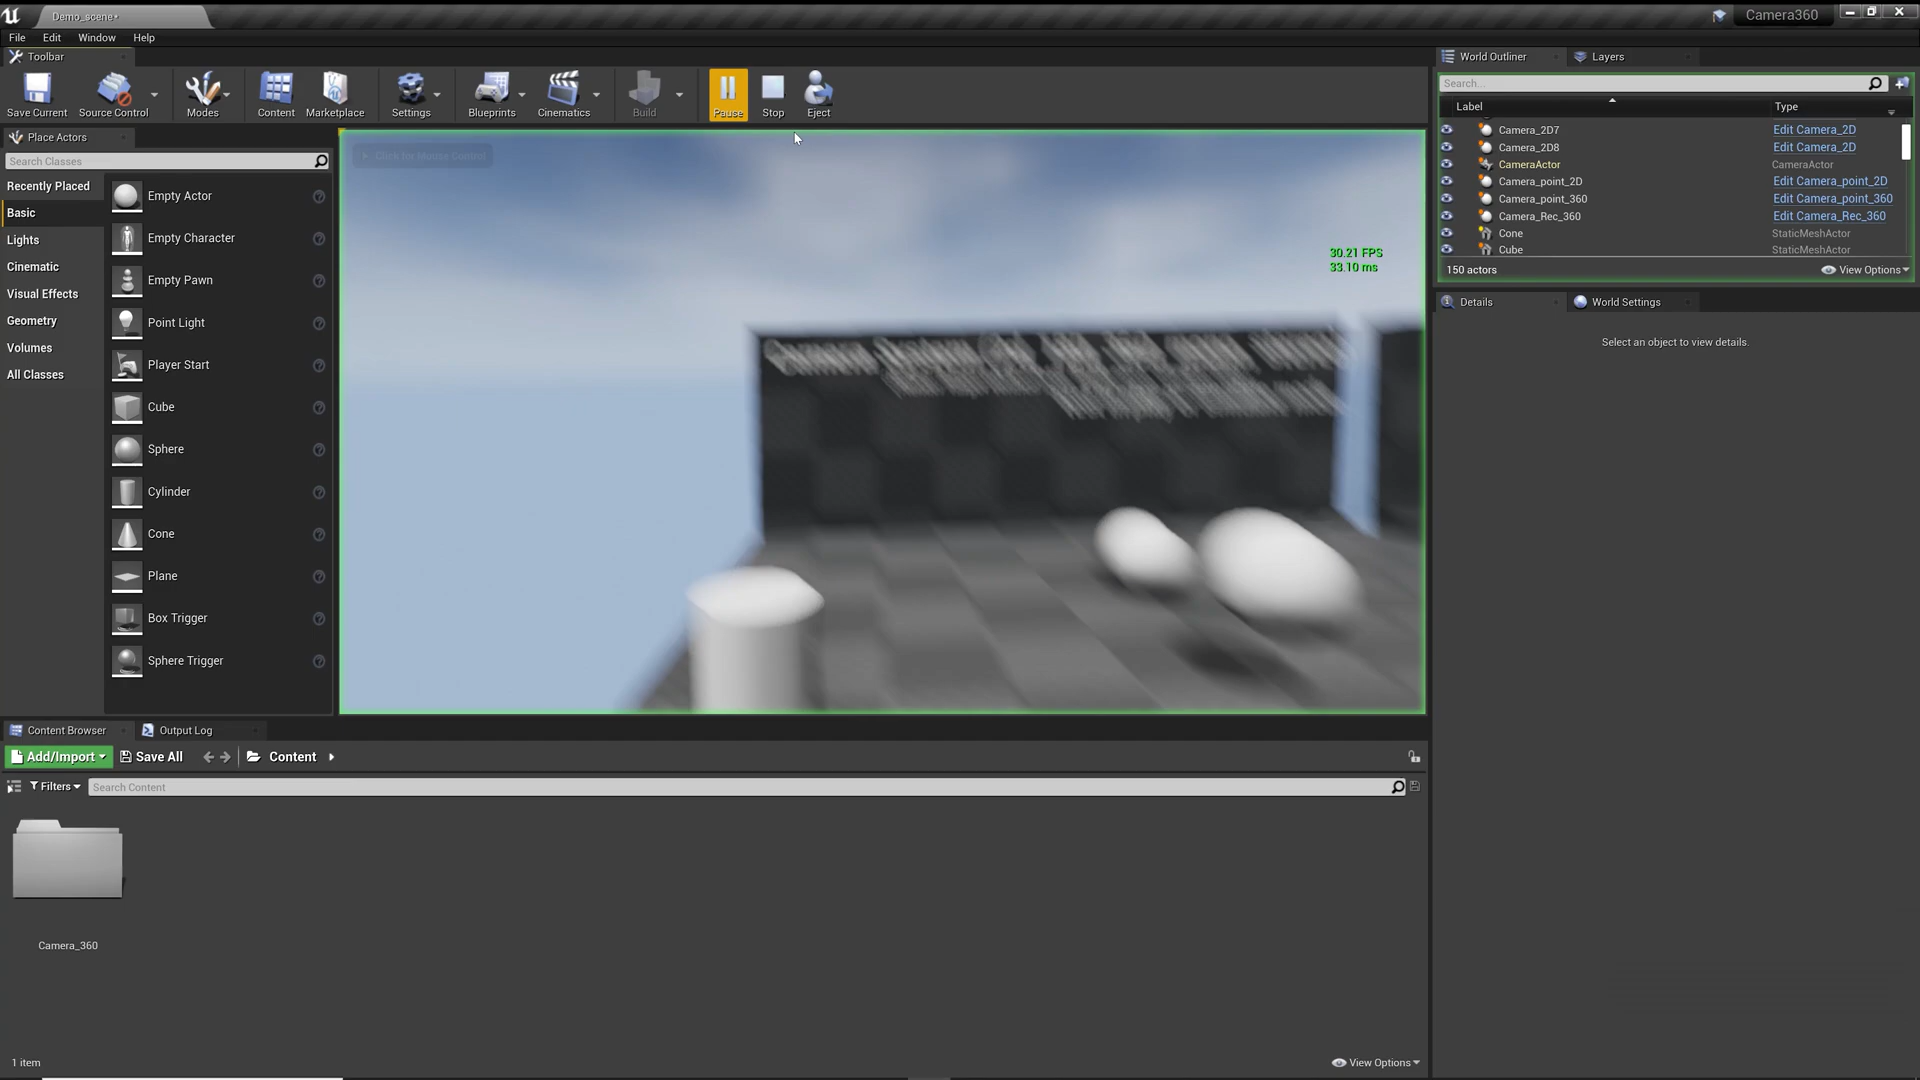 Demo_scene•
Camera360
File Edit Window Help
Toolbar
World Outliner Layers
Save Current Source Control Modes Content Marketplace Settings Blueprints Cinematics Build Pause Stop Eject
Search...
Label Type
Camera_2D7 Edit Camera_2D
Camera_2D8 Edit Camera_2D
CameraActor CameraActor
Camera_point_2D Edit Camera_point_2D
Camera_point_360 Edit Camera_point_360
Camera_Rec_360 Edit Camera_Rec_360
Cone StaticMeshActor
Cube StaticMeshActor
150 actors View Options
Place Actors
Search Classes
Recently Placed
Basic
Lights
Cinematic
Visual Effects
Geometry
Volumes
All Classes
Empty Actor
Empty Character
Empty Pawn
Point Light
Player Start
Cube
Sphere
Cylinder
Cone
Plane
Box Trigger
Sphere Trigger
Click for Mouse Control
30.21 FPS
33.10 ms
Details World Settings
Select an object to view details.
Content Browser Output Log
Add/Import Save All Content
Filters Search Content
Camera_360
1 item View Options